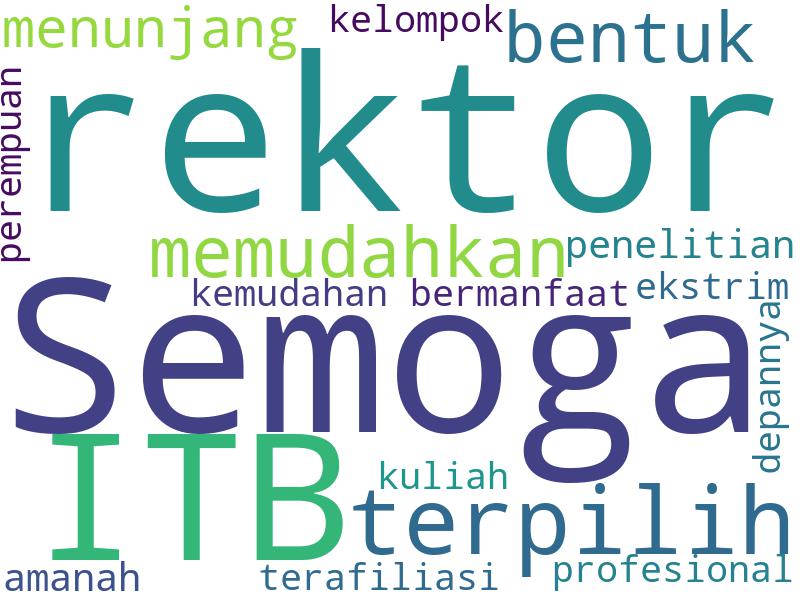 menunjang
kelompok
bentuk
perempuan
rektor
memudahkan
penelitian
kemudahan
bermanfaat
ekstrim
Semoga
depannya
ITB
kuliah
terpilih
amanah
terafiliasi
profesional